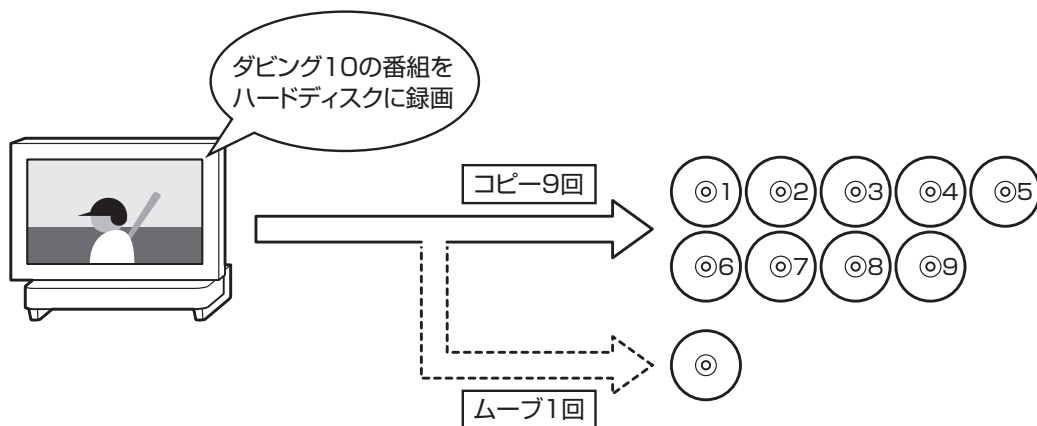 ダビング10の番組を
ハードディスクに録画
コピー9回
1 2 3 4 5
6 7 8 9
ムーブ1回